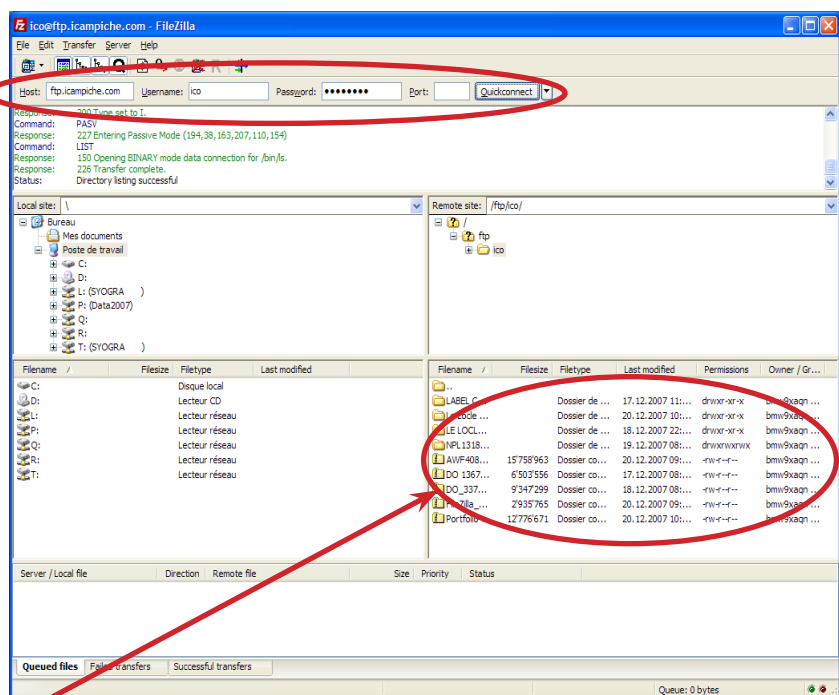 ico@ftp.icampiche.com - FileZilla
File Edit Transfer Server Help
Host: ftp.icampiche.com Username: ico Password: •••••••• Port: Quickconnect
Response: 200 Type set to I.
Command: PASV
Response: 227 Entering Passive Mode (194,38,163,207,110,154)
Command: LIST
Response: 150 Opening BINARY mode data connection for /bin/ls.
Response: 226 Transfer complete.
Status: Directory listing successful
Local site: \
Bureau
Mes documents
Poste de travail
C:
D:
L: (SYOGRA )
P: (Data2007)
Q:
R:
T: (SYOGRA )
Remote site: /ftp/ico/
/
ftp
ico
Filename / Filesize Filetype Last modified
C: Disque local
D: Lecteur CD
L: Lecteur réseau
P: Lecteur réseau
Q: Lecteur réseau
R: Lecteur réseau
T: Lecteur réseau
Filename / Filesize Filetype Last modified Permissions Owner / Gr...
..
LABEL C... Dossier de ... 17.12.2007 11:... drwxr-xr-x bmw9xaqn ...
Le Locle ... Dossier de ... 20.12.2007 10:... drwxr-xr-x bmw9xaqn ...
LE LOCL... Dossier de ... 18.12.2007 22:... drwxr-xr-x bmw9xaqn ...
NPL1318... Dossier de ... 19.12.2007 08:... drwxrwxrwx bmw9xaqn ...
AWF408... 15'758'963 Dossier co... 20.12.2007 09:... -rw-r--r-- bmw9xaqn ...
DO 1367... 6'503'556 Dossier co... 17.12.2007 08:... -rw-r--r-- bmw9xaqn ...
DO_337... 9'347'299 Dossier co... 18.12.2007 08:... -rw-r--r-- bmw9xaqn ...
FileZilla_... 2'935'765 Dossier co... 20.12.2007 09:... -rw-r--r-- bmw9xaqn ...
Portfolio ... 12'776'671 Dossier co... 20.12.2007 10:... -rw-r--r-- bmw9xaqn ...
Server / Local file Direction Remote file Size Priority Status
Queued files Failed transfers Successful transfers
Queue: 0 bytes